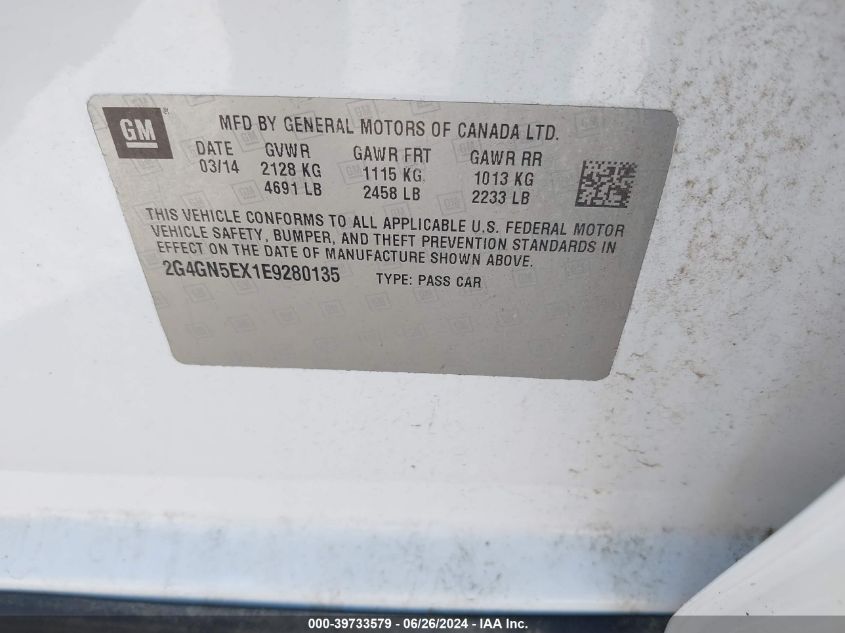 GM ®
MFD BY GENERAL MOTORS OF CANADA LTD.
DATE GVWR GAWR FRT GAWR RR
03/14 2128 KG 1115 KG 1013 KG
4691 LB 2458 LB 2233 LB
THIS VEHICLE CONFORMS TO ALL APPLICABLE U.S. FEDERAL MOTOR
VEHICLE SAFETY, BUMPER, AND THEFT PREVENTION STANDARDS IN
EFFECT ON THE DATE OF MANUFACTURE SHOWN ABOVE.
2G4GN5EX1E9280135 TYPE: PASS CAR
000-39733579 / 06/26/2024 - IAA Inc.